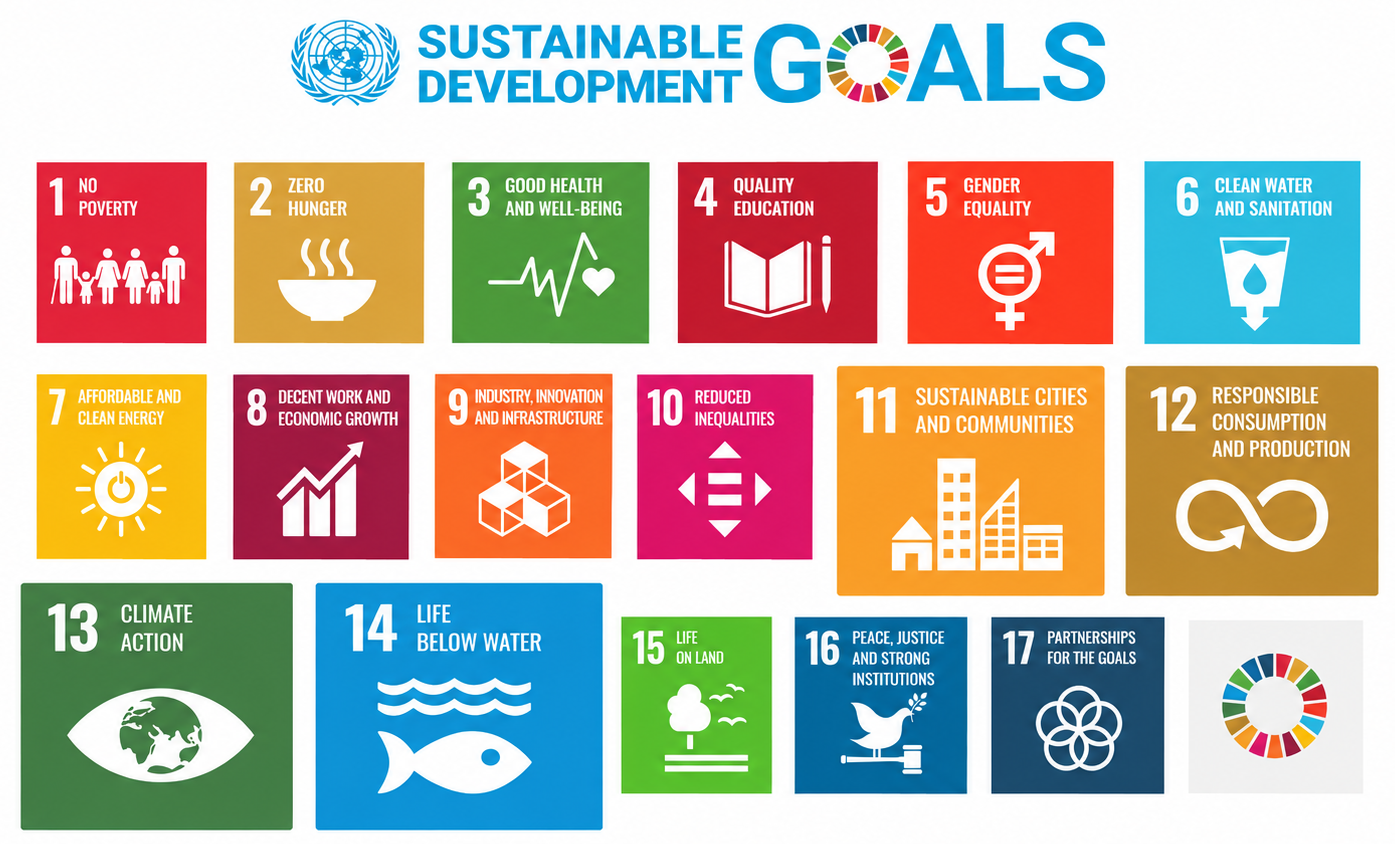 SUSTAINABLE
DEVELOPMENT
GOALS
1 NO
POVERTY
2 ZERO
HUNGER
3 GOOD HEALTH
AND WELL-BEING
4 QUALITY
EDUCATION
5 GENDER
EQUALITY
6 CLEAN WATER
AND SANITATION
7 AFFORDABLE AND
CLEAN ENERGY
8 DECENT WORK AND
ECONOMIC GROWTH
9 INDUSTRY, INNOVATION
AND INFRASTRUCTURE
10 REDUCED
INEQUALITIES
11 SUSTAINABLE CITIES
AND COMMUNITIES
12 RESPONSIBLE
CONSUMPTION
AND PRODUCTION
13 CLIMATE
ACTION
14 LIFE
BELOW WATER
15 LIFE
ON LAND
16 PEACE, JUSTICE
AND STRONG
INSTITUTIONS
17 PARTNERSHIPS
FOR THE GOALS